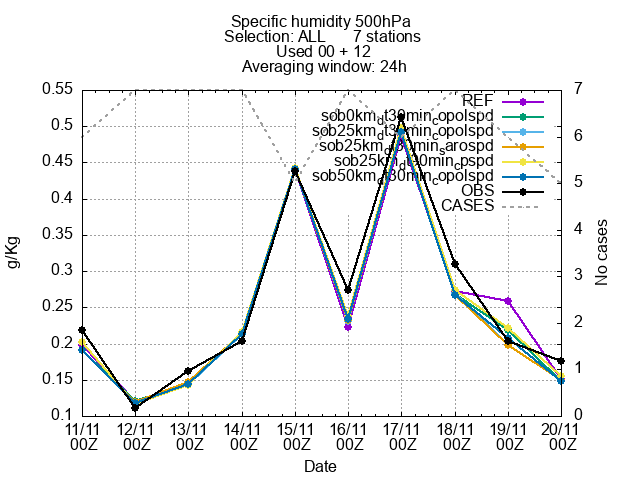 Specific humidity 500hPa
Selection: ALL 7 stations
Used 00 + 12
Averaging window: 24h
0.55
0.5
0.45
0.4
0.35
0.3
0.25
0.2
0.15
0.1
g/Kg
7
6
5
4
3
2
1
0
No cases
REF
OBS
CASES
11/11 12/11 13/11 14/11 15/11 16/11 17/11 18/11 19/11 20/11
00Z 00Z 00Z 00Z 00Z 00Z 00Z 00Z 00Z 00Z
Date